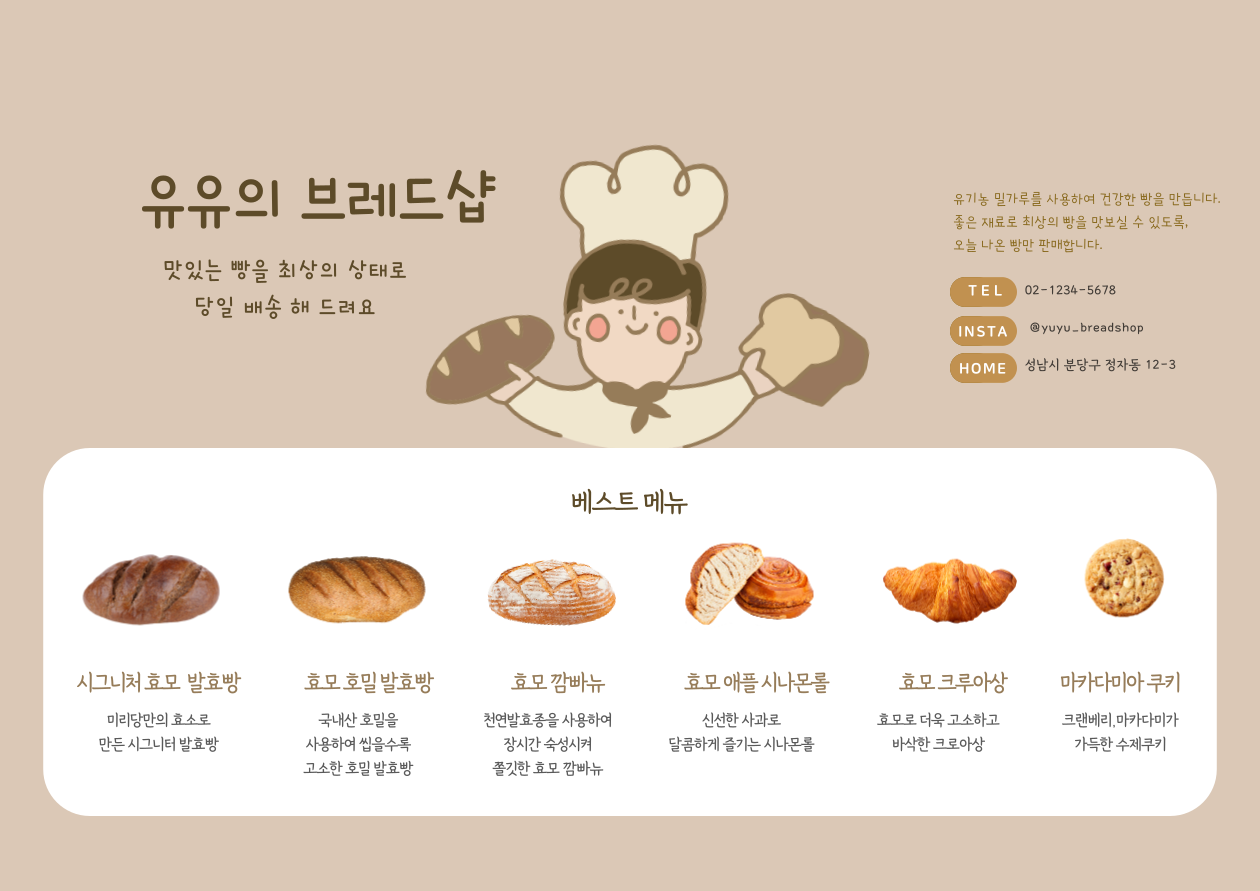 유유의 브레드샵
맛있는 빵을 최상의 상태로
당일 배송 해 드려요
유기농 밀가루를 사용하여 건강한 빵을 만듭니다.
좋은 재료로 최상의 빵을 맛보실 수 있도록,
오늘 나온 빵만 판매합니다.
TEL 02-1234-5678
INSTA @yuyu_breadshop
HOME 성남시 분당구 정자동 12-3
베스트 메뉴
시그니처 효모 발효빵
미리당만의 효소로
만든 시그니터 발효빵
효모 호밀 발효빵
국내산 호밀을
사용하여 씹을수록
고소한 호밀 발효빵
효모 깜빠뉴
천연발효종을 사용하여
장시간 숙성시켜
쫄깃한 효모 깜빠뉴
효모 애플 시나몬롤
신선한 사과로
달콤하게 즐기는 시나몬롤
효모 크루아상
효모로 더욱 고소하고
바삭한 크로아상
마카다미아 쿠키
크랜베리,마카다미가
가득한 수제쿠키